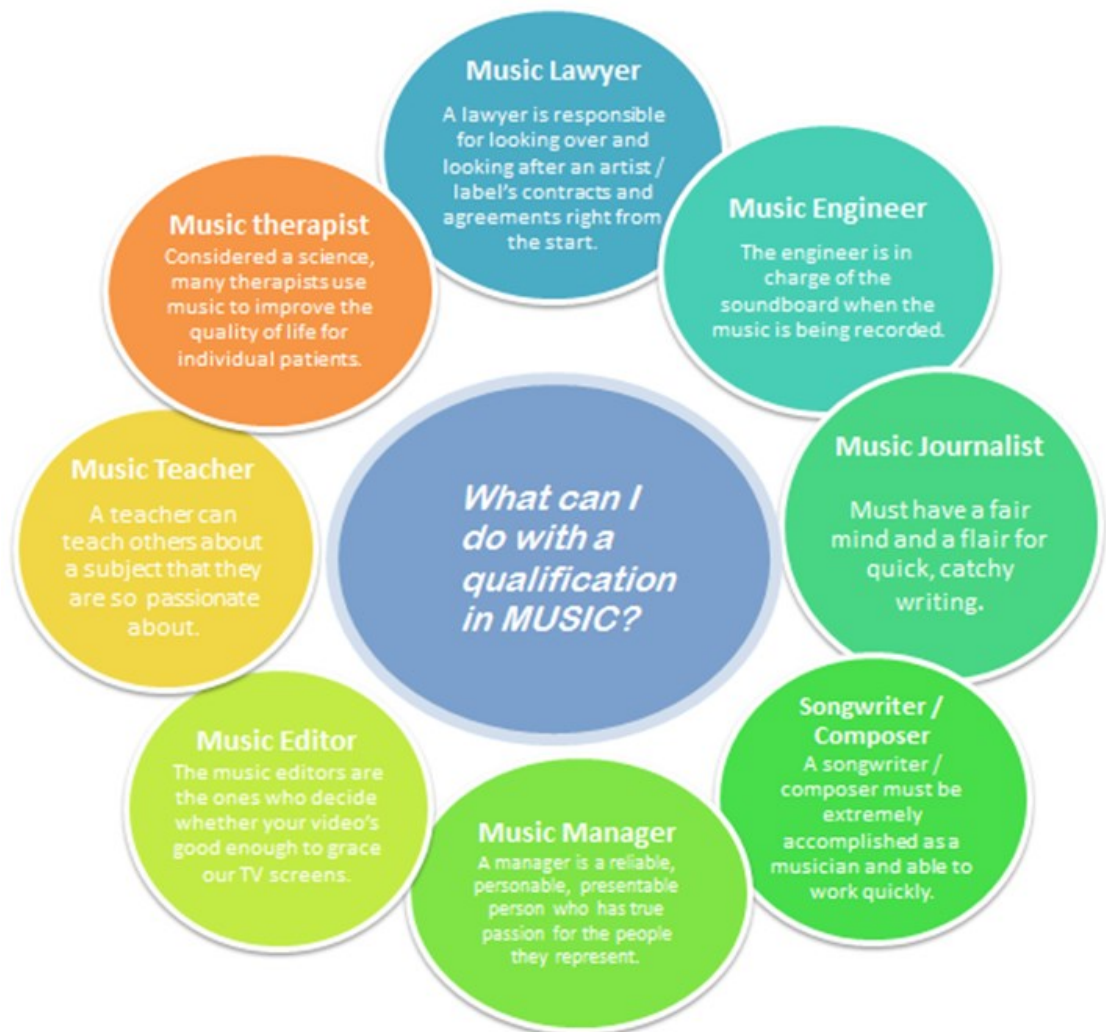 Music Lawyer
A lawyer is responsible
for looking over and
looking after an artist /
label's contracts and
agreements right from
the start.
Music Engineer
The engineer is in
charge of the
soundboard when the
music is being recorded.
Music Journalist
Must have a fair
mind and a flair for
quick, catchy
writing.
Songwriter /
Composer
A songwriter /
composer must be
extremely
accomplished as a
musician and able to
work quickly.
Music Manager
A manager is a reliable,
personable, presentable
person who has true
passion for the people
they represent.
Music Editor
The music editors are
the ones who decide
whether your video's
good enough to grace
our TV screens.
Music Teacher
A teacher can
teach others about
a subject that they
are so passionate
about.
Music therapist
Considered a science,
many therapists use
music to improve the
quality of life for
individual patients.
What can I
do with a
qualification
in MUSIC?